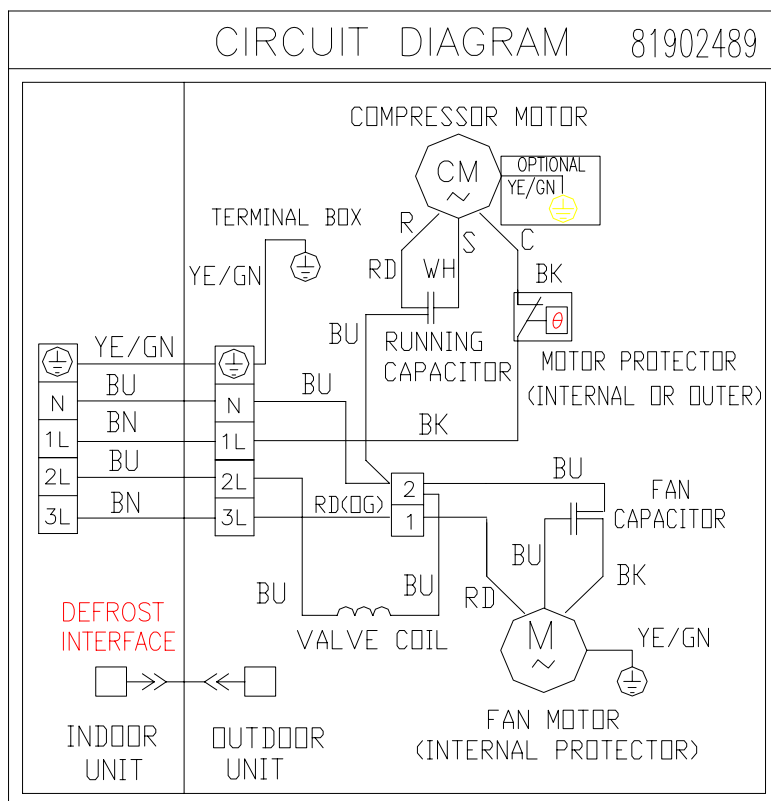 CIRCUIT DIAGRAM 81902489
COMPRESSOR MOTOR
CM
~
OPTIONAL
YE/GN
TERMINAL BOX
R
S
C
RD
WH
BK
YE/GN
θ
BU
RUNNING
CAPACITOR
MOTOR PROTECTOR
(INTERNAL OR OUTER)
YE/GN
N
BU
BU
N
1L
BN
1L
BK
2L
BU
2L
2
BU
3L
BN
3L
RD(OG)
1
FAN
CAPACITOR
BU
BU
RD
BU
BK
VALVE COIL
M
~
YE/GN
DEFROST
INTERFACE
FAN MOTOR
(INTERNAL PROTECTOR)
INDOOR
UNIT
OUTDOOR
UNIT